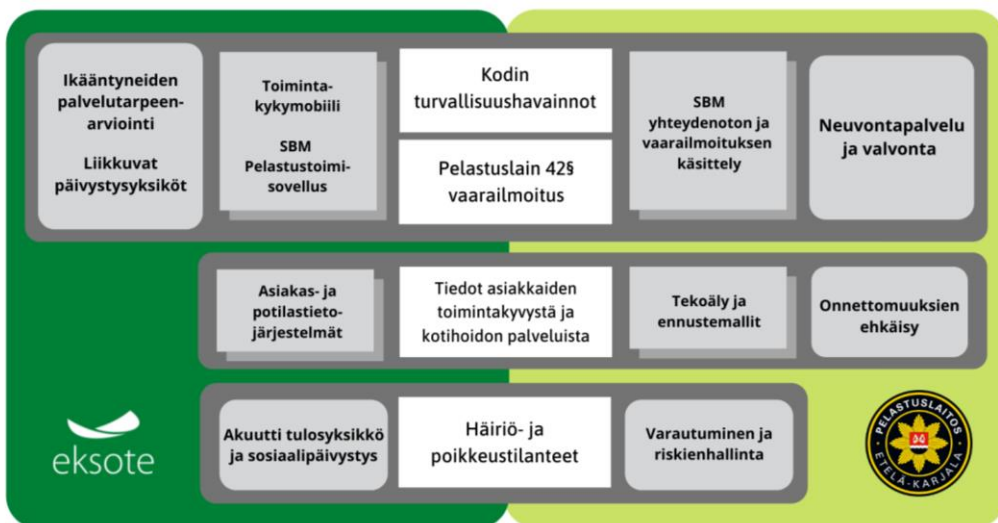 Ikääntyneiden
palvelutarpeen-
arviointi
Liikkuvat
päivystysyksiköt
Toiminta-
kykymobiili
SBM
Pelastustoimi-
sovellus
Kodin
turvallisuushavainnot
Pelastuslain 42§
vaarailmoitus
SBM
yhteydenoton ja
vaarailmoituksen
käsittely
Neuvontapalvelu
ja valvonta
Asiakas- ja
potilastieto-
järjestelmät
Tiedot asiakkaiden
toimintakyvystä ja
kotihoidon palveluista
Tekoäly ja
ennustemallit
Onnettomuuksien
ehkäisy
Akuutti tulosyksikkö
ja sosiaalipäivystys
Häiriö- ja
poikkeustilanteet
Varautuminen ja
riskienhallinta
eksote
PELASTUSLAITOS
ETELÄ-KARJALA